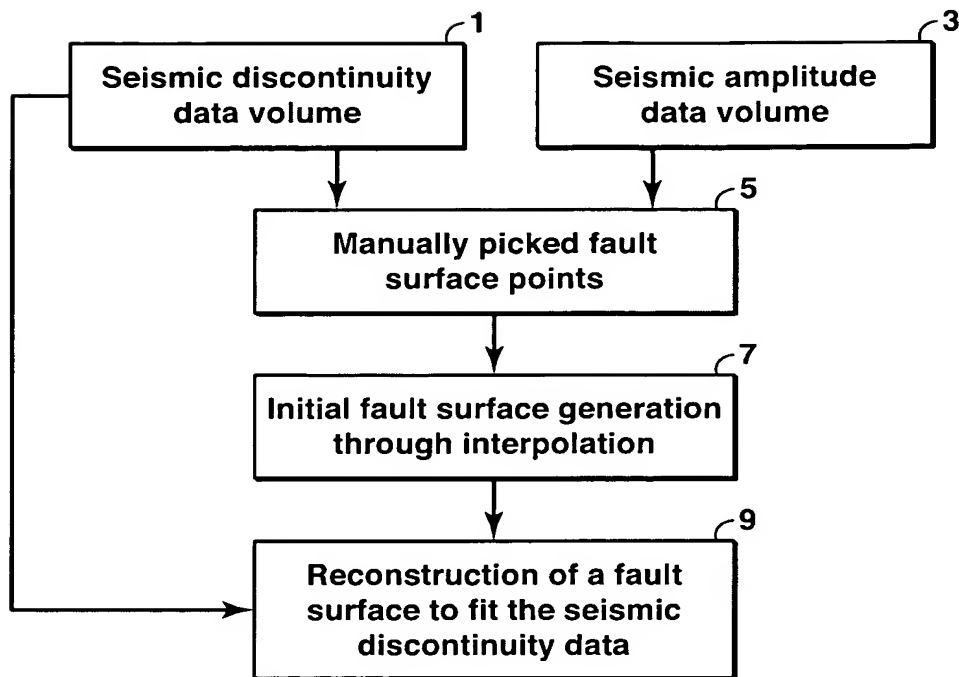 1
Seismic discontinuity
data volume
3
Seismic amplitude
data volume
5
Manually picked fault
surface points
7
Initial fault surface generation
through interpolation
9
Reconstruction of a fault
surface to fit the seismic
discontinuity data